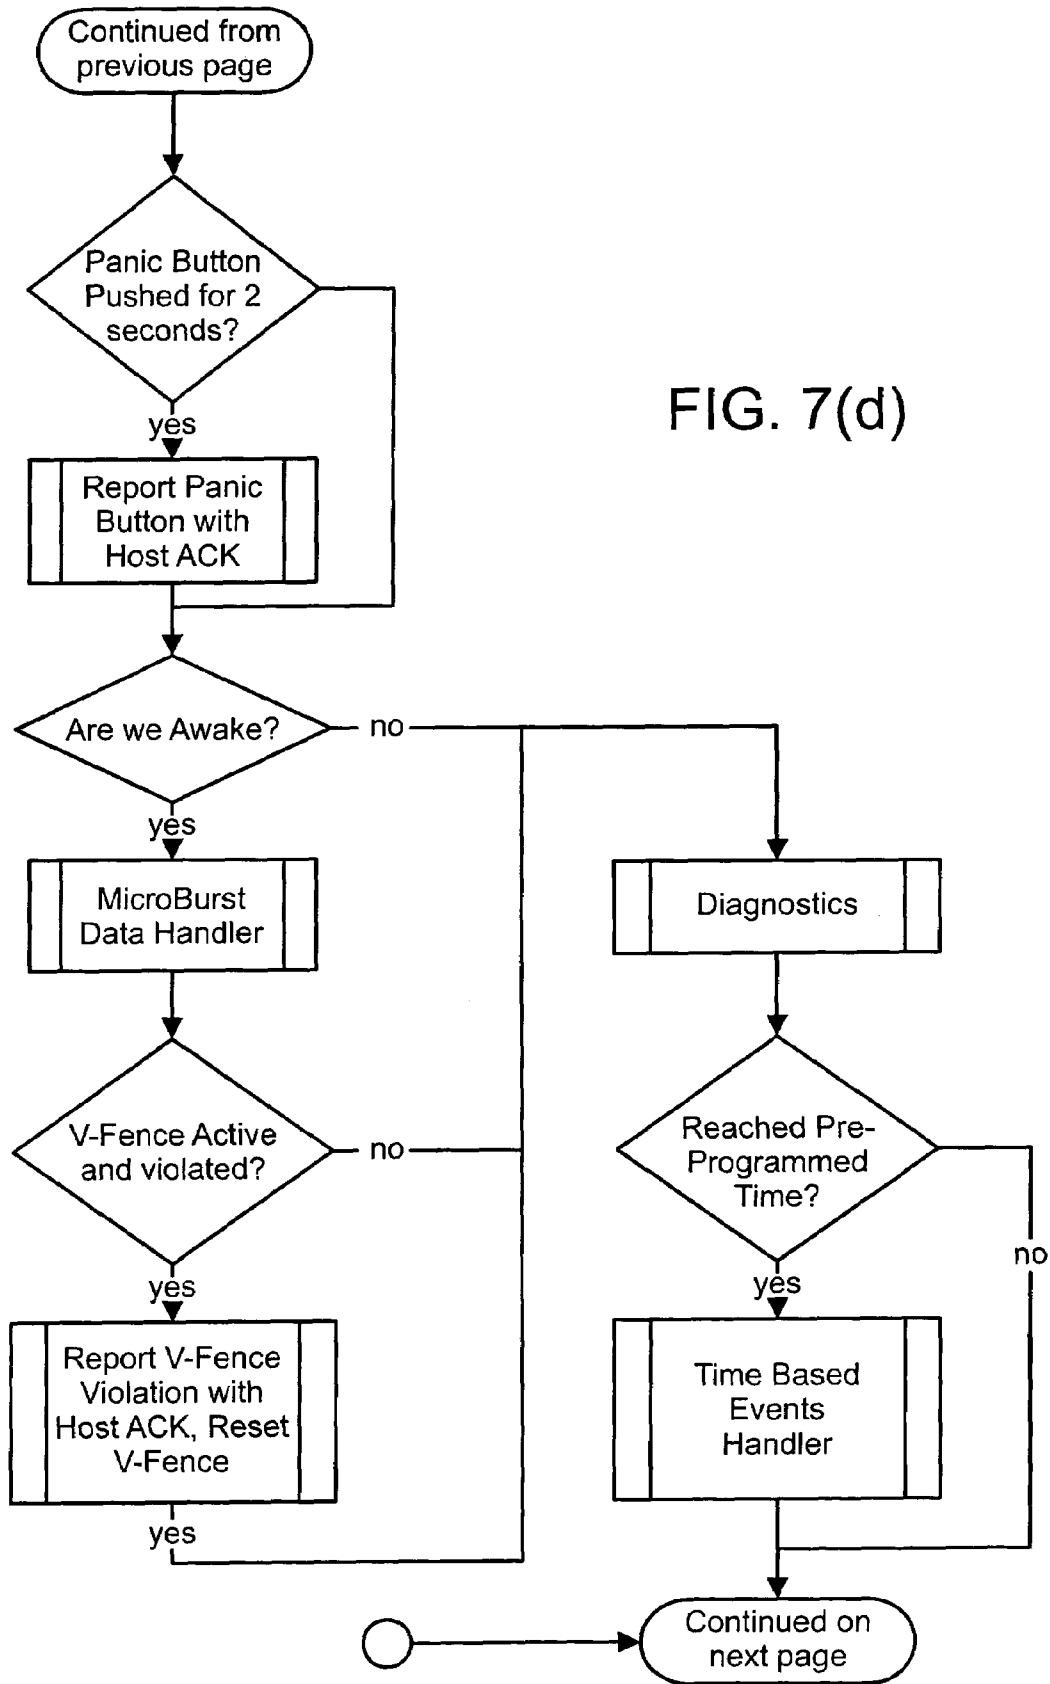 Continued from
previous page
Panic Button
Pushed for 2
seconds?
yes
Report Panic
Button with
Host ACK
FIG. 7(d)
Are we Awake?
no
yes
MicroBurst
Data Handler
V-Fence Active
and violated?
no
yes
Report V-Fence
Violation with
Host ACK, Reset
V-Fence
yes
Diagnostics
Reached Pre-
Programmed
Time?
no
yes
Time Based
Events
Handler
Continued on
next page